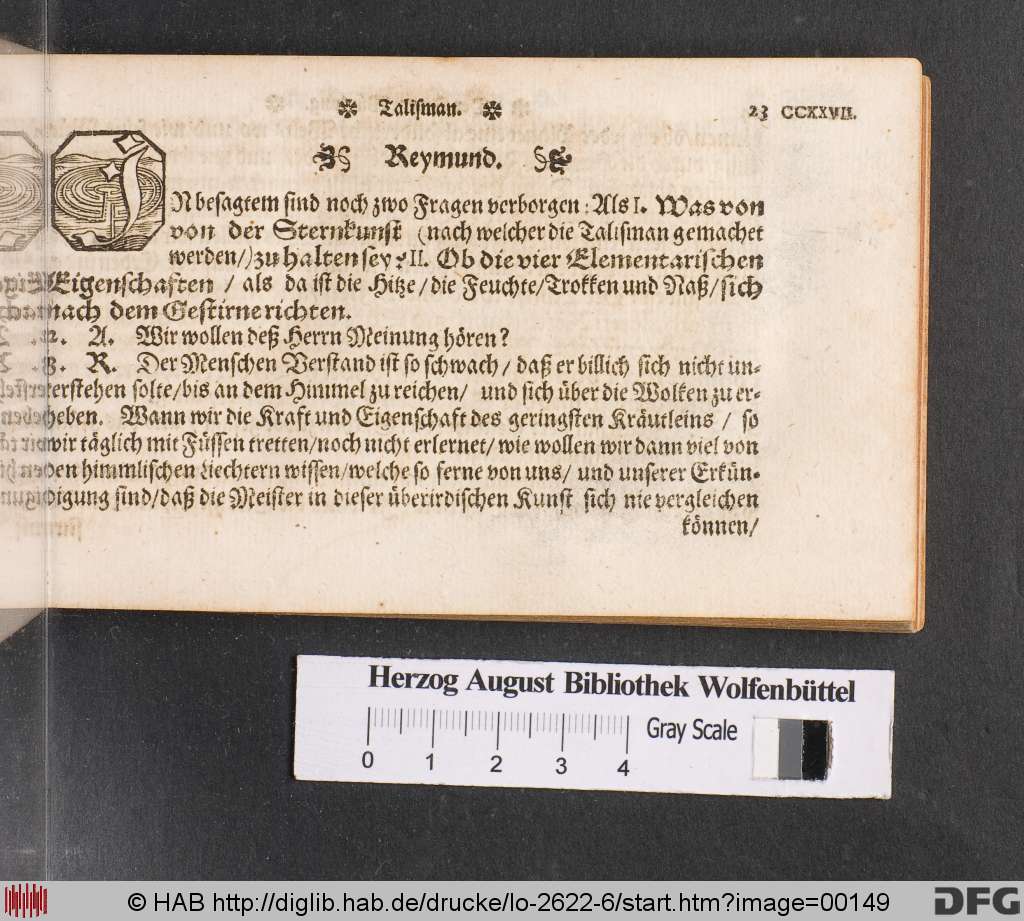 Talisman. 23 CCXXVII.
Reymund.
INbesagtem sind noch zwo Fragen verborgen: Als I. Was von
von der Sternkunst (nach welcher die Talisman gemachet
werden/) zu halten sey? II. Ob die vier Elementarischen
Eigenschaften / als da ist die Hitze/ die Feuchte/Trokken und Naß/ sich
nach dem Gestirne richten.
2. A. Wir wollen deß Herrn Meinung hören?
3. R. Der Menschen Verstand ist so schwach/ daß er billich sich nicht un-
terstehen solte/bis an dem Himmel zu reichen/ und sich über die Wolken zu er-
heben. Wann wir die Kraft und Eigenschaft des geringsten Kräutleins / so
wir täglich mit Füssen tretten/noch nicht erlernet/ wie wollen wir dann viel von
den himmlischen Liechtern wissen/welche so ferne von uns/ und unserer Erkün-
digung sind/daß die Meister in dieser überirdischen Kunst sich nie vergleichen
können/
Herzog August Bibliothek Wolfenbüttel
Gray Scale
0 1 2 3 4
© HAB http://diglib.hab.de/drucke/lo-2622-6/start.htm?image=00149
DFG